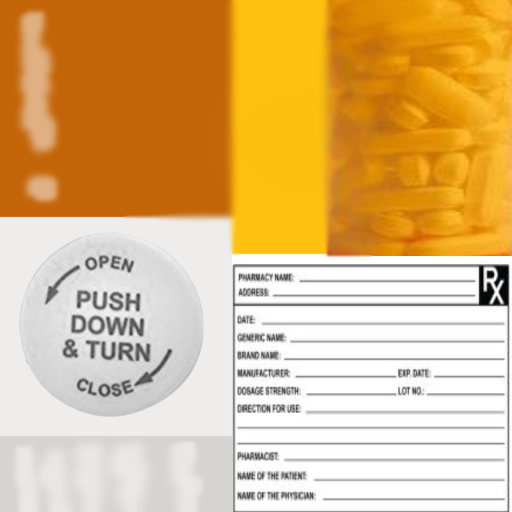 OPEN
PUSH
DOWN
& TURN
CLOSE
Rx
PHARMACY NAME:
ADDRESS:
DATE:
GENERIC NAME:
BRAND NAME:
MANUFACTURER: EXP. DATE:
DOSAGE STRENGTH: LOT NO.:
DIRECTION FOR USE:
PHARMACIST:
NAME OF THE PATIENT:
NAME OF THE PHYSICIAN: